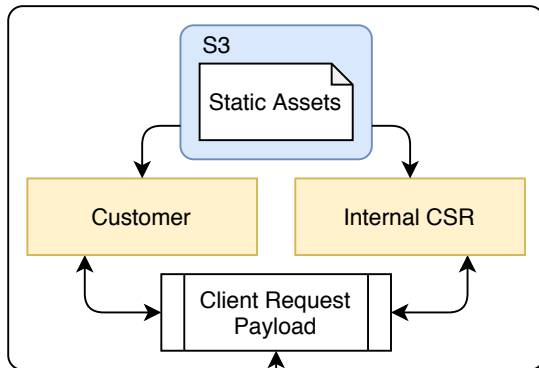 S3
Static Assets
Customer
Internal CSR
Client Request
Payload